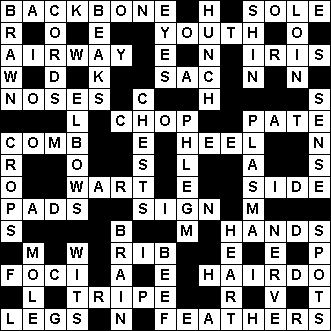 BACKBONE H SOLE
R O E YOUTH O
AIRWAY E N IRIS
W D K SAC N N
NOSES C H S
L CHOP PATE
COMB E HEEL N
R O S E A S
O WART L SIDE
PADS SIGN M
S B M HANDS
M W RIB E E P
FOCI A E HAIRDO
L TRIPE R V T
LEGS N FEATHERS